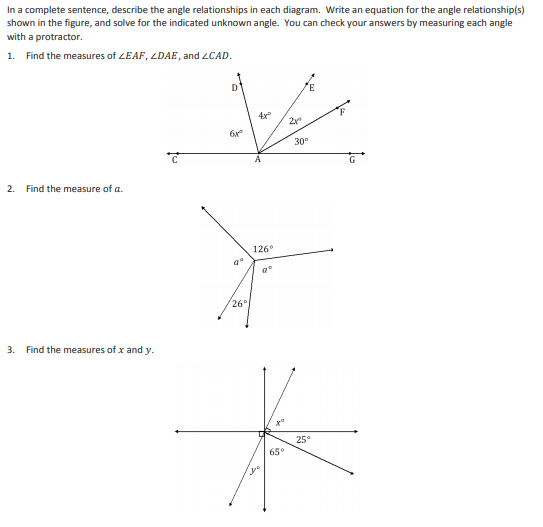 In a complete sentence, describe the angle relationships in each diagram. Write an equation for the angle relationship(s)
shown in the figure, and solve for the indicated unknown angle. You can check your answers by measuring each angle
with a protractor.
1. Find the measures of ∠EAF, ∠DAE, and ∠CAD.
D
E
4x°
F
2x°
6x°
30°
C
A
G
2. Find the measure of a.
126°
a°
a°
26°
3. Find the measures of x and y.
x°
25°
65°
y°